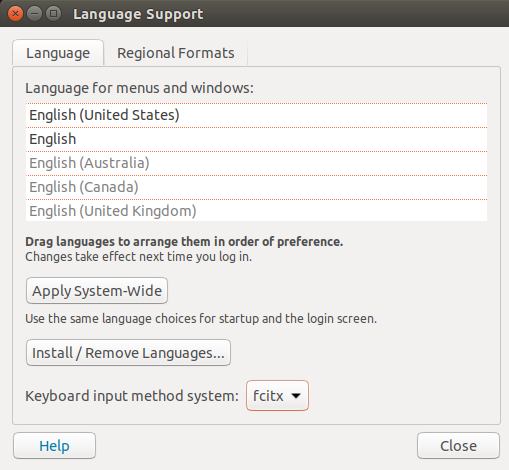 Language Support
Language
Regional Formats
Language for menus and windows:
English (United States)
English
English (Australia)
English (Canada)
English (United Kingdom)
Drag languages to arrange them in order of preference.
Changes take effect next time you log in.
Apply System-Wide
Use the same language choices for startup and the login screen.
Install / Remove Languages...
Keyboard input method system: fcitx
Help
Close